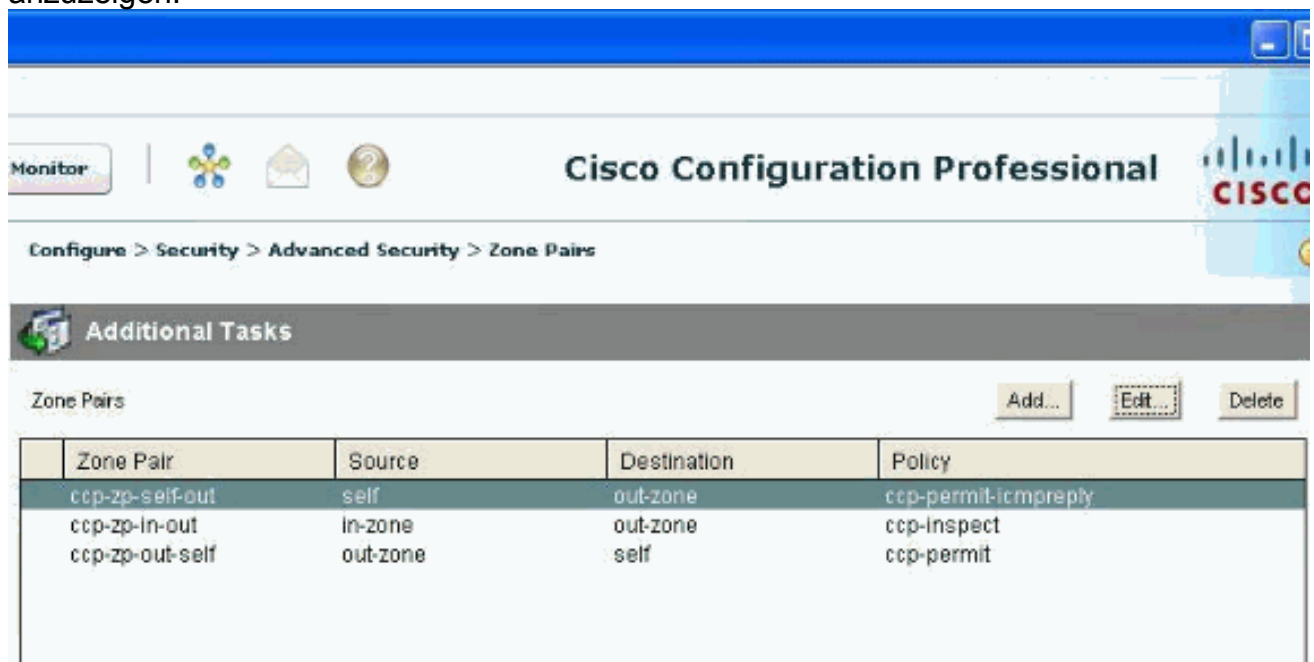 anzuzeigen.
Monitor
Cisco Configuration Professional
CISCO
Configure > Security > Advanced Security > Zone Pairs
Additional Tasks
Zone Pairs Add... Edit... Delete
Zone Pair Source Destination Policy
ccp-zp-self-out self out-zone ccp-permit-icmpreply
ccp-zp-in-out in-zone out-zone ccp-inspect
ccp-zp-out-self out-zone self ccp-permit